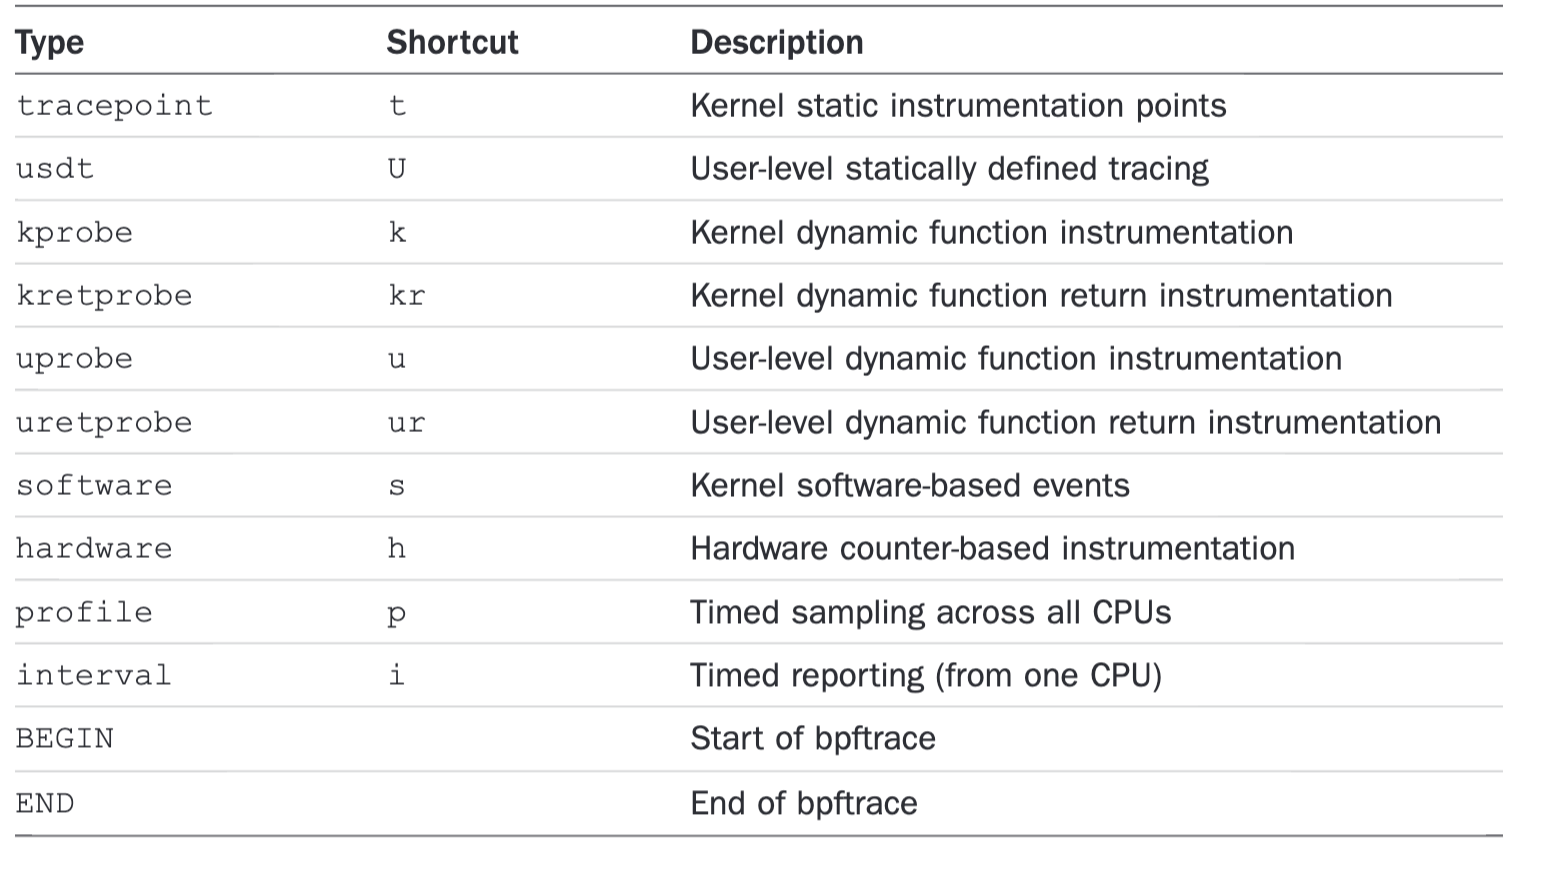 Type Shortcut Description
tracepoint t Kernel static instrumentation points
usdt U User-level statically defined tracing
kprobe k Kernel dynamic function instrumentation
kretprobe kr Kernel dynamic function return instrumentation
uprobe u User-level dynamic function instrumentation
uretprobe ur User-level dynamic function return instrumentation
software s Kernel software-based events
hardware h Hardware counter-based instrumentation
profile p Timed sampling across all CPUs
interval i Timed reporting (from one CPU)
BEGIN Start of bpftrace
END End of bpftrace